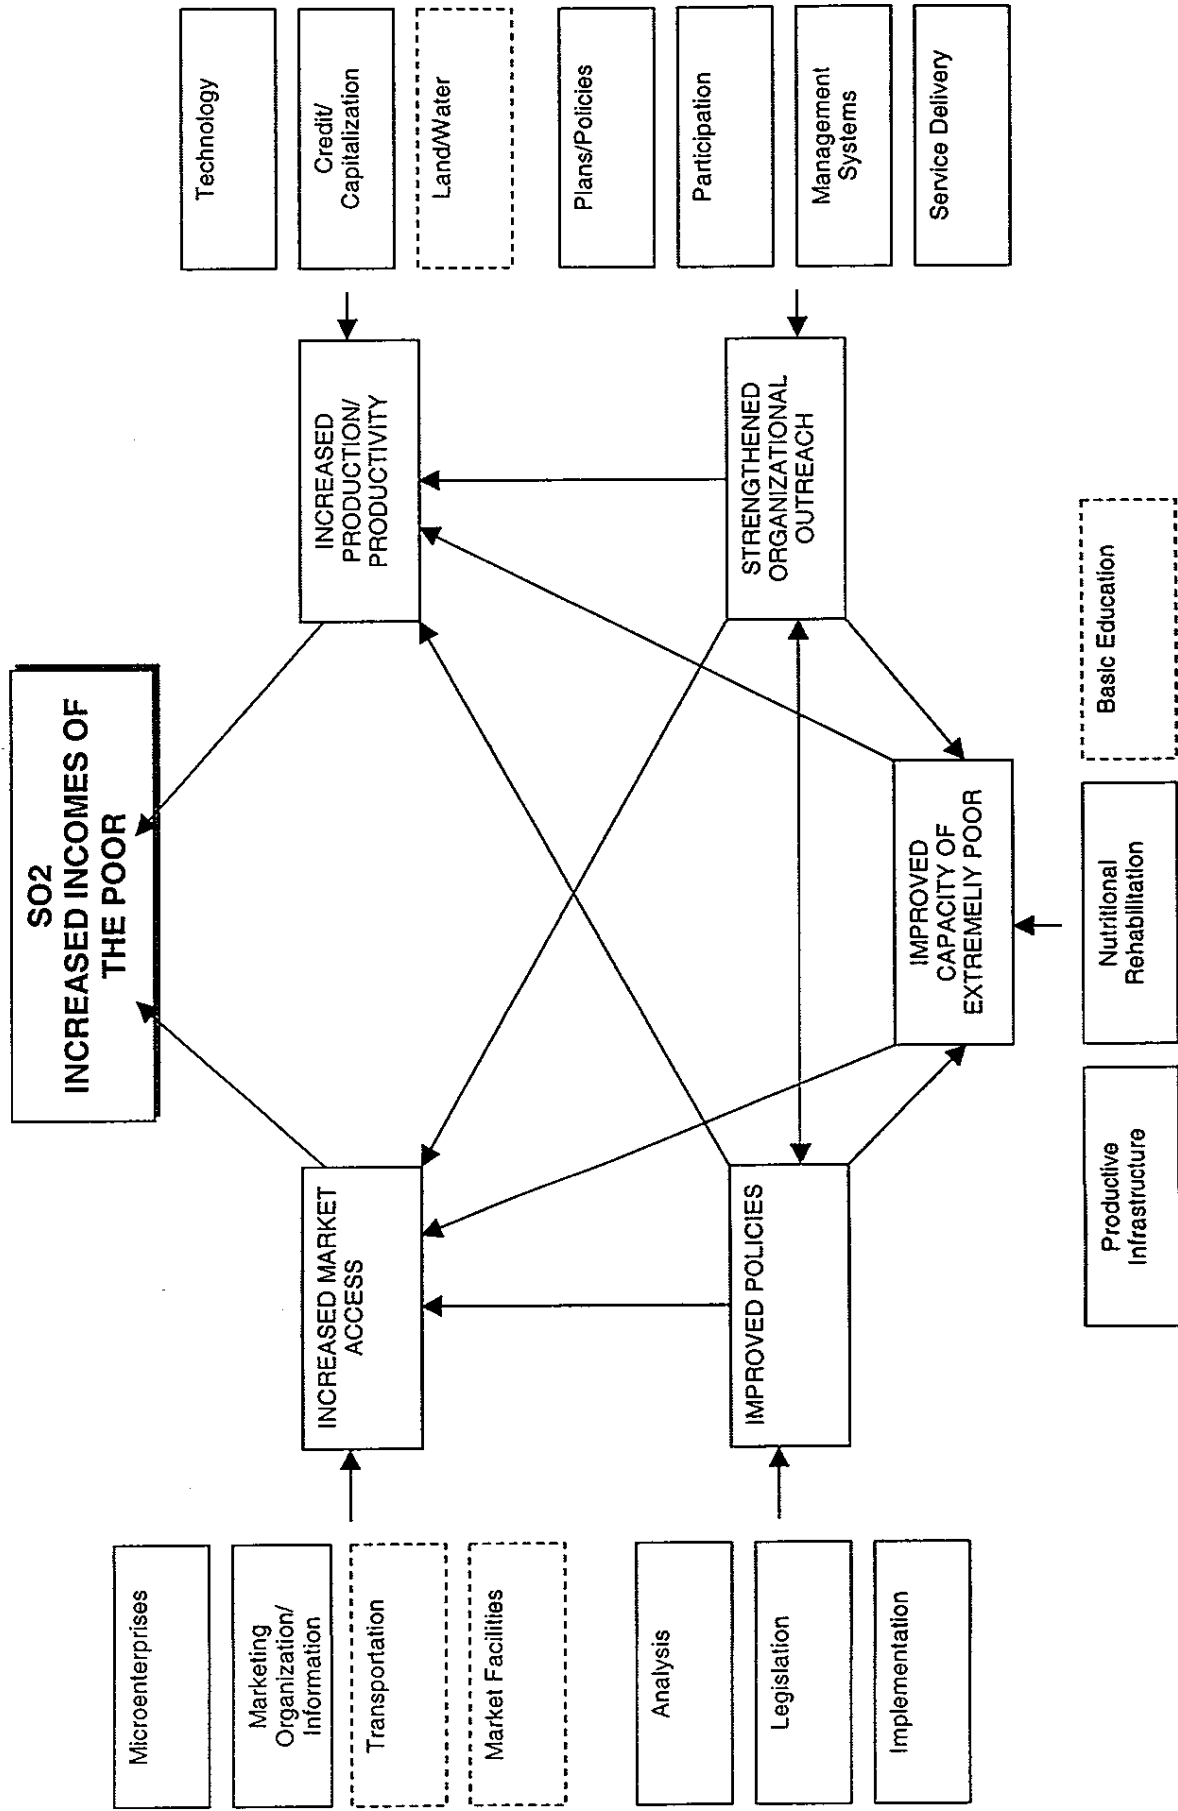 SO2
INCREASED INCOMES OF
THE POOR
Microenterprises
Marketing
Organization/
Information
Transportation
Market Facilities
INCREASED MARKET
ACCESS
INCREASED
PRODUCTION/
PRODUCTIVITY
Technology
Credit/
Capitalization
Land/Water
Analysis
Legislation
Implementation
IMPROVED POLICIES
STRENGTHENED
ORGANIZATIONAL
OUTREACH
Plans/Policies
Participation
Management
Systems
Service Delivery
IMPROVED
CAPACITY OF
EXTREMELIY POOR
Productive
Infrastructure
Nutritional
Rehabilitation
Basic Education